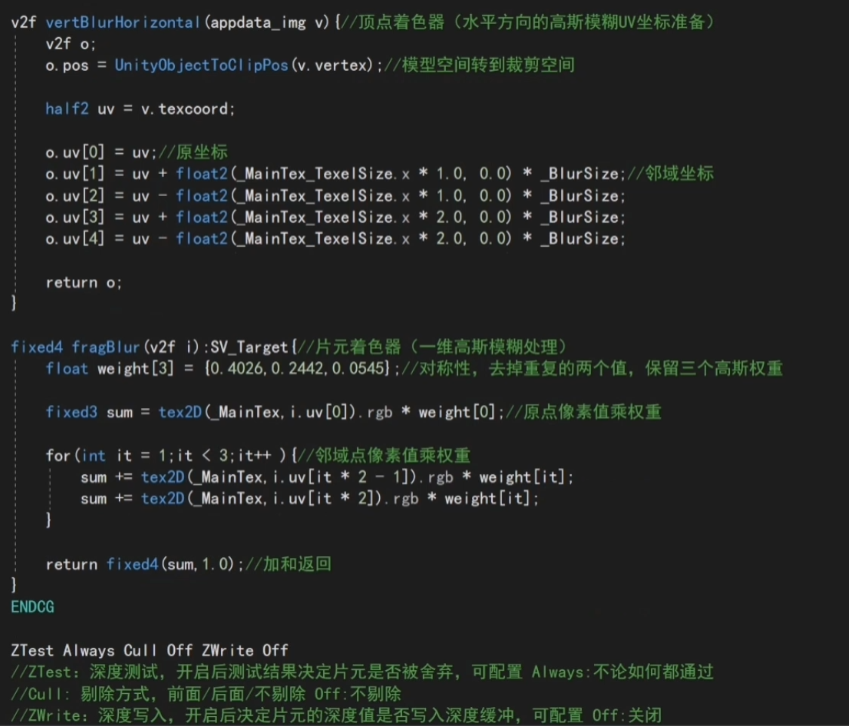 v2f vertBlurHorizontal(appdata_img v){//顶点着色器（水平方向的高斯模糊UV坐标准备）
v2f o;
o.pos = UnityObjectToClipPos(v.vertex);//模型空间转到裁剪空间
half2 uv = v.texcoord;
o.uv[0] = uv;//原坐标
o.uv[1] = uv + float2(_MainTex_TexelSize.x * 1.0, 0.0) * _BlurSize;//邻域坐标
o.uv[2] = uv - float2(_MainTex_TexelSize.x * 1.0, 0.0) * _BlurSize;
o.uv[3] = uv + float2(_MainTex_TexelSize.x * 2.0, 0.0) * _BlurSize;
o.uv[4] = uv - float2(_MainTex_TexelSize.x * 2.0, 0.0) * _BlurSize;
return o;
}
fixed4 fragBlur(v2f i):SV_Target{//片元着色器（一维高斯模糊处理）
float weight[3] = {0.4026,0.2442,0.0545};//对称性，去掉重复的两个值，保留三个高斯权重
fixed3 sum = tex2D(_MainTex,i.uv[0]).rgb * weight[0];//原点像素值乘权重
for(int it = 1;it < 3;it++ ){//邻域点像素值乘权重
sum += tex2D(_MainTex,i.uv[it * 2 - 1]).rgb * weight[it];
sum += tex2D(_MainTex,i.uv[it * 2]).rgb * weight[it];
}
return fixed4(sum,1.0);//加和返回
}
ENDCG
ZTest Always Cull Off ZWrite Off
//ZTest：深度测试，开启后测试结果决定片元是否被舍弃，可配置 Always:不论如何都通过
//Cull: 剔除方式，前面/后面/不剔除 Off:不剔除
//ZWrite：深度写入，开启后决定片元的深度值是否写入深度缓冲，可配置 Off:关闭